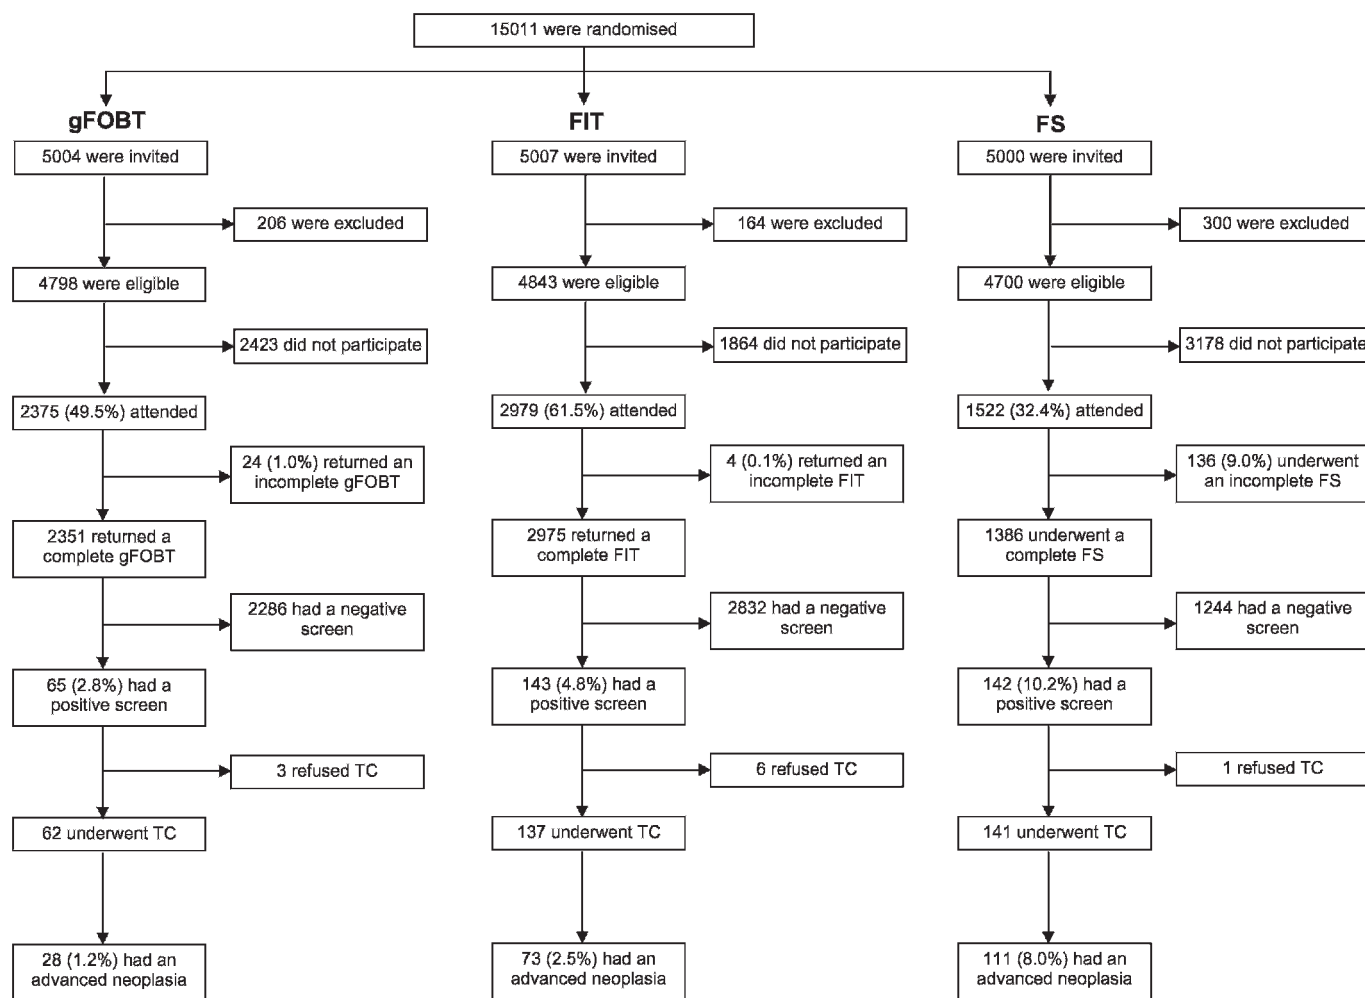 15011 were randomised
gFOBT
5004 were invited
206 were excluded
4798 were eligible
2423 did not participate
2375 (49.5%) attended
24 (1.0%) returned an
incomplete gFOBT
2351 returned a
complete gFOBT
2286 had a negative
screen
65 (2.8%) had a
positive screen
3 refused TC
62 underwent TC
28 (1.2%) had an
advanced neoplasia
FIT
5007 were invited
164 were excluded
4843 were eligible
1864 did not participate
2979 (61.5%) attended
4 (0.1%) returned an
incomplete FIT
2975 returned a
complete FIT
2832 had a negative
screen
143 (4.8%) had a
positive screen
6 refused TC
137 underwent TC
73 (2.5%) had an
advanced neoplasia
FS
5000 were invited
300 were excluded
4700 were eligible
3178 did not participate
1522 (32.4%) attended
136 (9.0%) underwent
an incomplete FS
1386 underwent a
complete FS
1244 had a negative
screen
142 (10.2%) had a
positive screen
1 refused TC
141 underwent TC
111 (8.0%) had an
advanced neoplasia